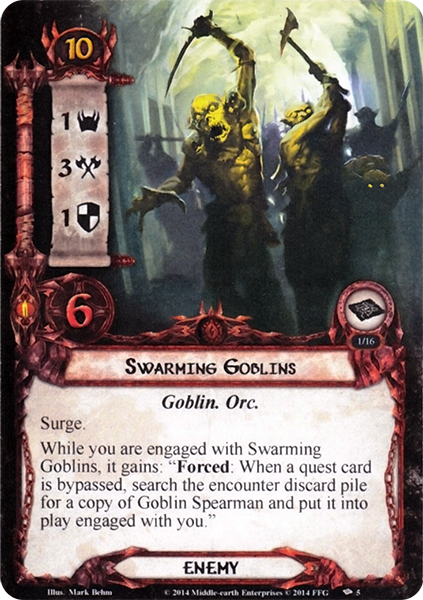 10
1
3
1
6
1/16
Swarming Goblins
Goblin. Orc.
Surge.
While you are engaged with Swarming
Goblins, it gains: “Forced: When a quest card
is bypassed, search the encounter discard pile
for a copy of Goblin Spearman and put it into
play engaged with you.”
ENEMY
Illus. Mark Behm © 2014 Middle-earth Enterprises © 2014 FFG 5